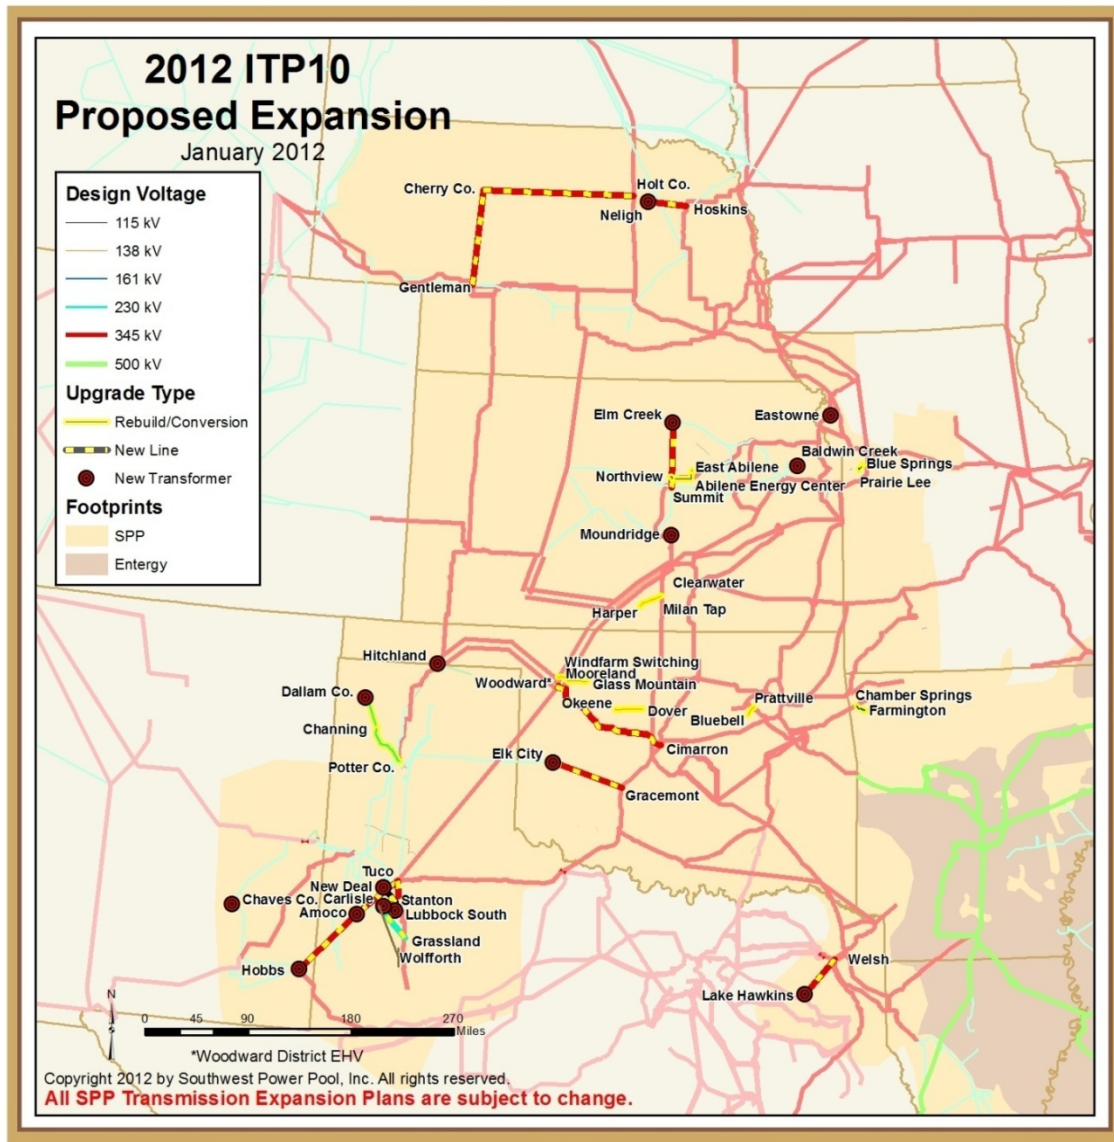 2012 ITP10
Proposed Expansion
January 2012
Design Voltage
115 kV
138 kV
161 kV
230 kV
345 kV
500 kV
Upgrade Type
Rebuild/Conversion
New Line
New Transformer
Footprints
SPP
Entergy
Cherry Co.
Holt Co.
Neligh
Hoskins
Gentleman
Elm Creek
Eastowne
Baldwin Creek
Northview
East Abilene
Blue Springs
Abilene Energy Center
Prairie Lee
Summit
Moundridge
Clearwater
Harper
Milan Tap
Hitchland
Windfarm Switching
Mooreland
Woodward*
Glass Mountain
Dallam Co.
Okeene
Dover
Prattville
Chamber Springs
Farmington
Bluebell
Channing
Cimarron
Elk City
Potter Co.
Gracemont
Tuco
New Deal
Chaves Co.
Carlisle
Stanton
Amoco
Lubbock South
Grassland
Wolfforth
Hobbs
Welsh
Lake Hawkins
N
0 45 90 180 270
Miles
*Woodward District EHV
Copyright 2012 by Southwest Power Pool, Inc. All rights reserved.
All SPP Transmission Expansion Plans are subject to change.